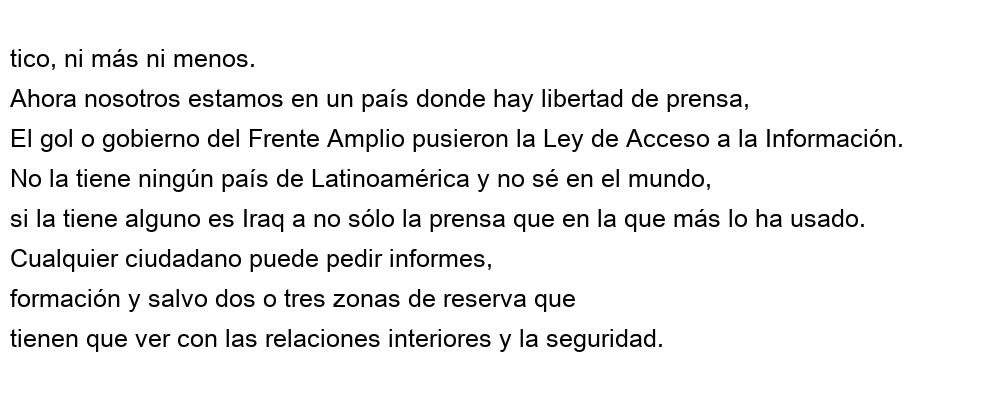 tico, ni más ni menos.
Ahora nosotros estamos en un país donde hay libertad de prensa,
El gol o gobierno del Frente Amplio pusieron la Ley de Acceso a la Información.
No la tiene ningún país de Latinoamérica y no sé en el mundo,
si la tiene alguno es Iraq a no sólo la prensa que en la que más lo ha usado.
Cualquier ciudadano puede pedir informes,
formación y salvo dos o tres zonas de reserva que
tienen que ver con las relaciones interiores y la seguridad.